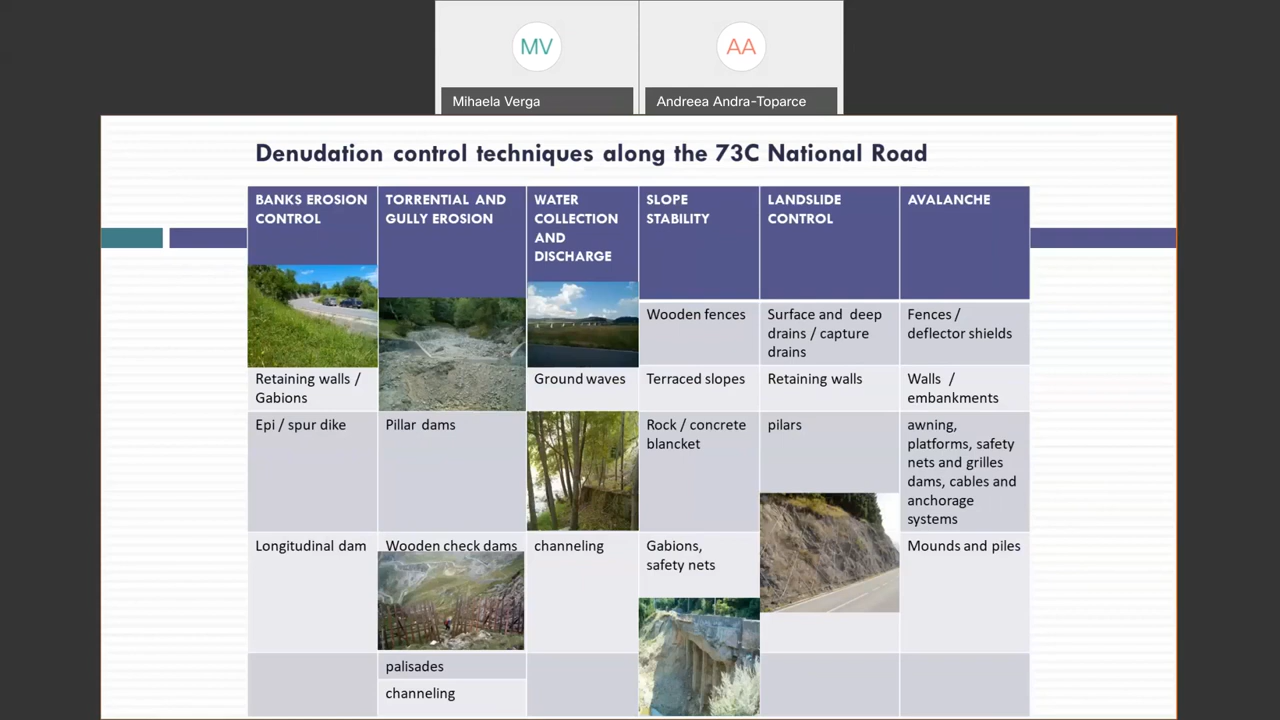 MV
AA
Mihaela Verga
Andreea Andra-Toparce
Denudation control techniques along the 73C National Road
BANKS EROSION
CONTROL
TORRENTIAL AND
GULLY EROSION
WATER
COLLECTION
AND
DISCHARGE
SLOPE
STABILITY
LANDSLIDE
CONTROL
AVALANCHE
Wooden fences
Surface and deep
drains / capture
drains
Fences /
deflector shields
Retaining walls /
Gabions
Ground waves
Terraced slopes
Retaining walls
Walls /
embankments
Epi / spur dike
Pillar dams
Rock / concrete
blancket
pilars
awning,
platforms, safety
nets and grilles
dams, cables and
anchorage
systems
Longitudinal dam
Wooden check dams
channeling
Gabions,
safety nets
Mounds and piles
palisades
channeling